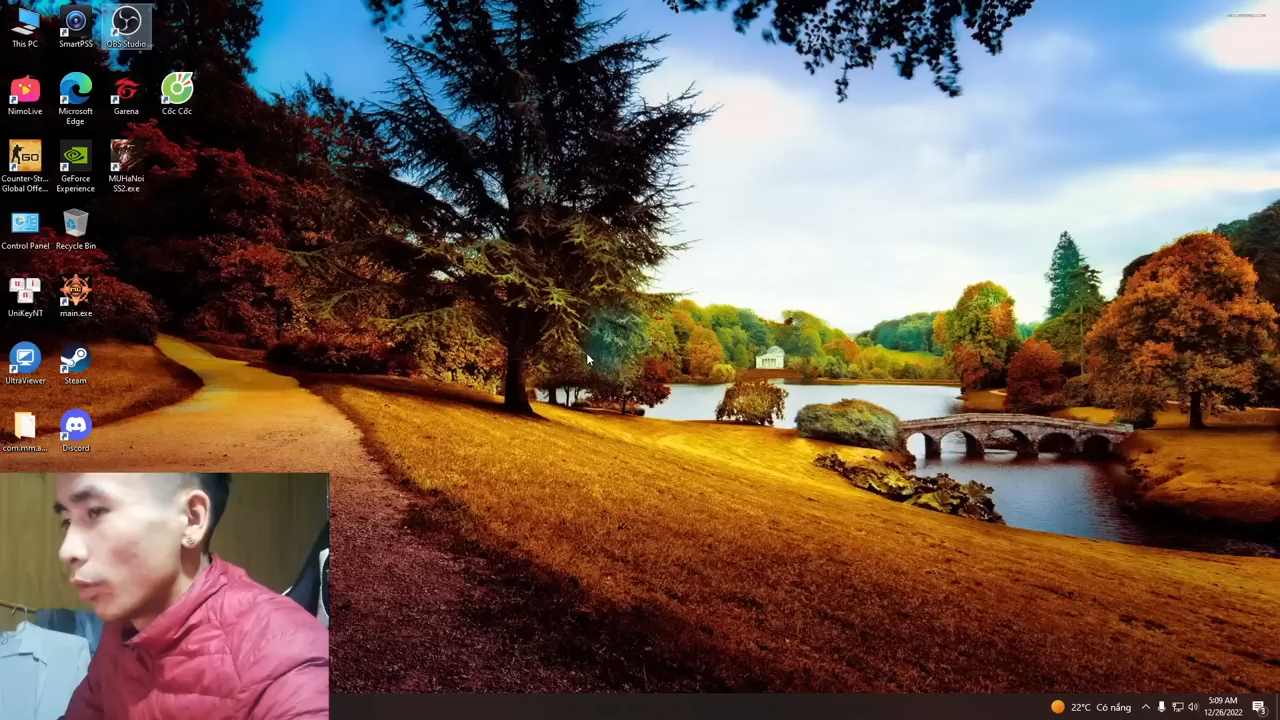 This PC
SmartPSS
OBS Studio...
NimoLive
Microsoft
Edge
Garena
Cốc Cốc
Counter-Str...
Global Offe...
GeForce
Experience
MUHaNoi
SS2.exe
Control Panel
Recycle Bin
UniKeyNT
main.exe
UltraViewer
Steam
com.mm.a...
Discord
22°C Có nắng
5:09 AM
12/26/2022